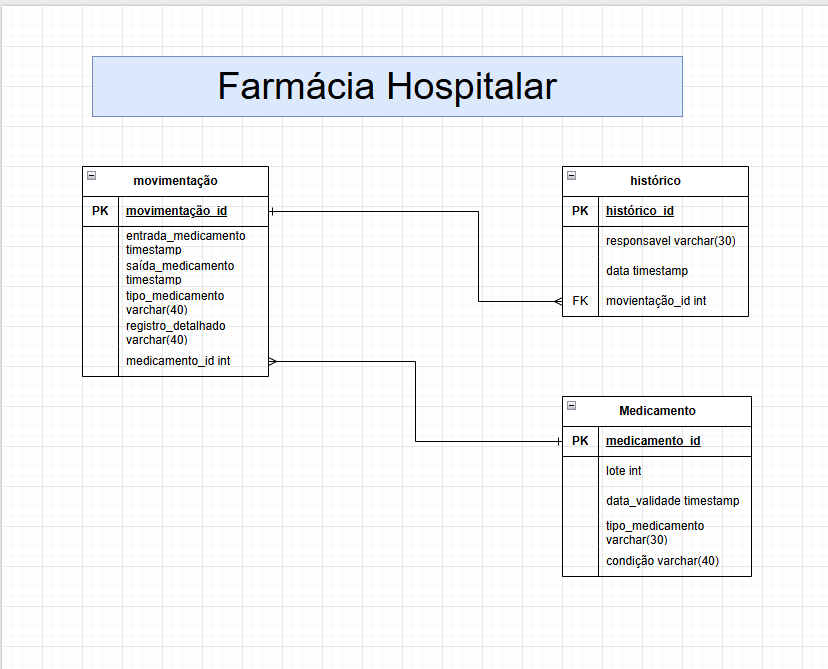 Farmácia Hospitalar
movimentação
PK movimentação_id
entrada_medicamento
timestamp
saída_medicamento
timestamp
tipo_medicamento
varchar(40)
registro_detalhado
varchar(40)
medicamento_id int
histórico
PK histórico_id
responsavel varchar(30)
data timestamp
FK movientação_id int
Medicamento
PK medicamento_id
lote int
data_validade timestamp
tipo_medicamento
varchar(30)
condição varchar(40)